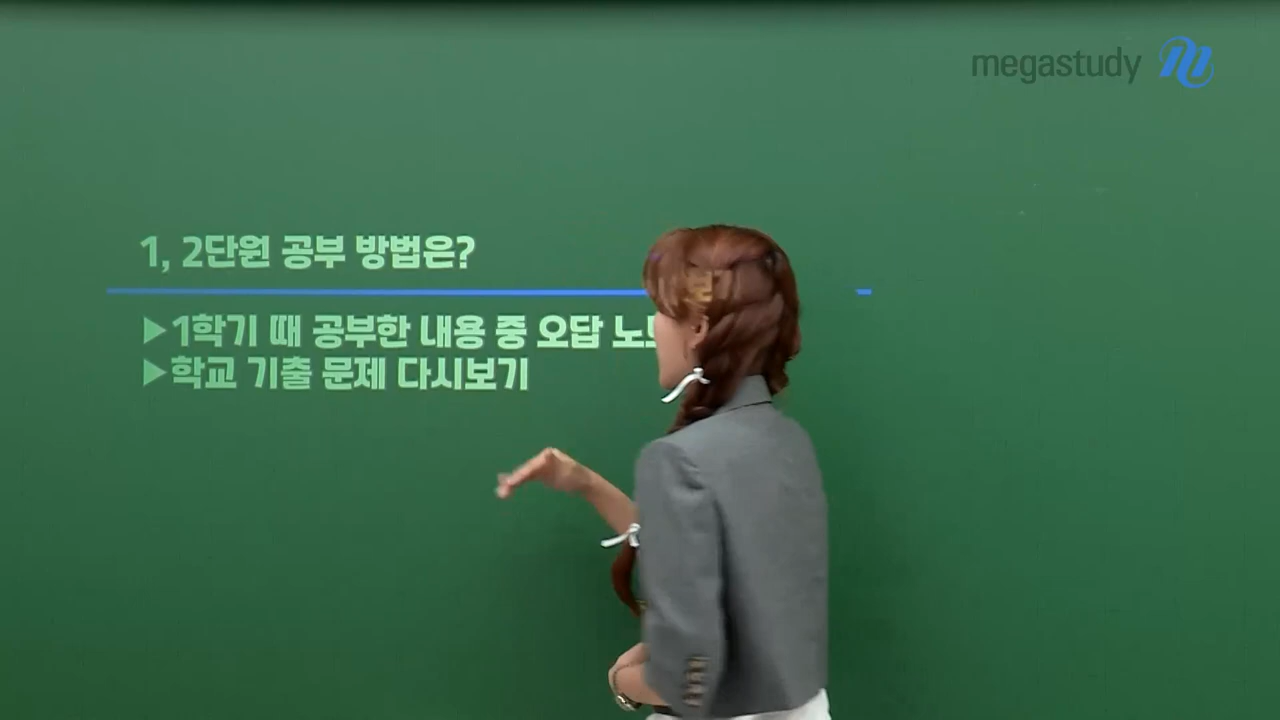 megastudy
1, 2단원 공부 방법은?
▶1학기 때 공부한 내용 중 오답
▶학교 기출 문제 다시보기